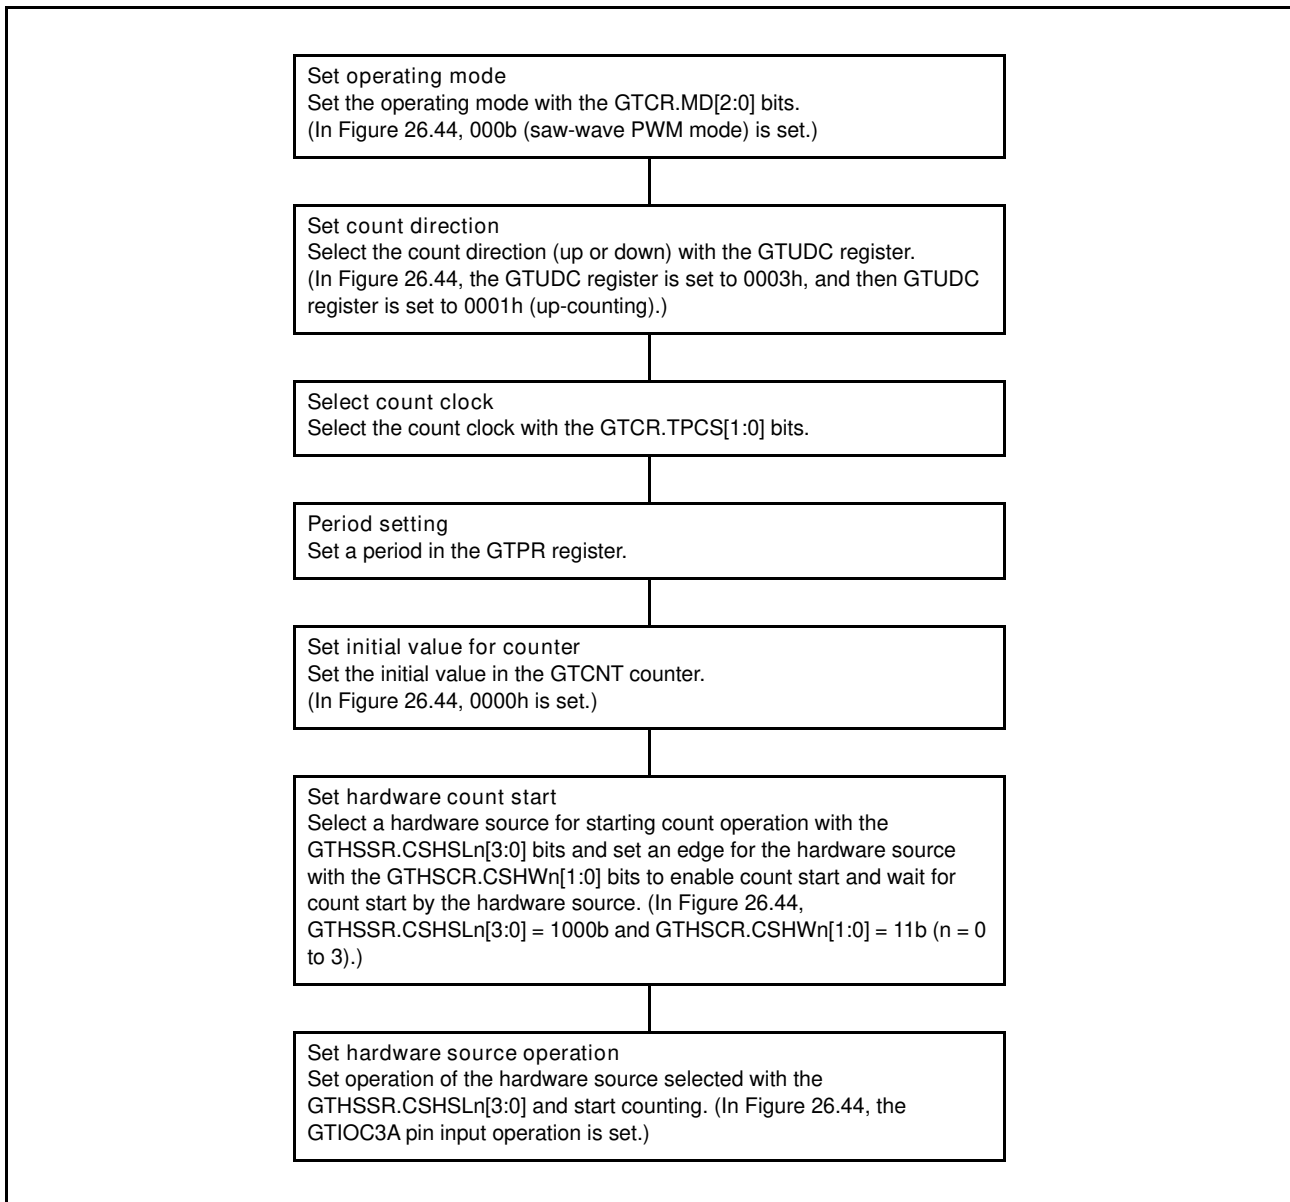 Set operating mode
Set the operating mode with the GTCR.MD[2:0] bits.
(In Figure 26.44, 000b (saw-wave PWM mode) is set.)
Set count direction
Select the count direction (up or down) with the GTUDC register.
(In Figure 26.44, the GTUDC register is set to 0003h, and then GTUDC
register is set to 0001h (up-counting).)
Select count clock
Select the count clock with the GTCR.TPCS[1:0] bits.
Period setting
Set a period in the GTPR register.
Set initial value for counter
Set the initial value in the GTCNT counter.
(In Figure 26.44, 0000h is set.)
Set hardware count start
Select a hardware source for starting count operation with the
GTHSSR.CSHSLn[3:0] bits and set an edge for the hardware source
with the GTHSCR.CSHWn[1:0] bits to enable count start and wait for
count start by the hardware source. (In Figure 26.44,
GTHSSR.CSHSLn[3:0] = 1000b and GTHSCR.CSHWn[1:0] = 11b (n = 0
to 3).)
Set hardware source operation
Set operation of the hardware source selected with the
GTHSSR.CSHSLn[3:0] and start counting. (In Figure 26.44, the
GTIOC3A pin input operation is set.)